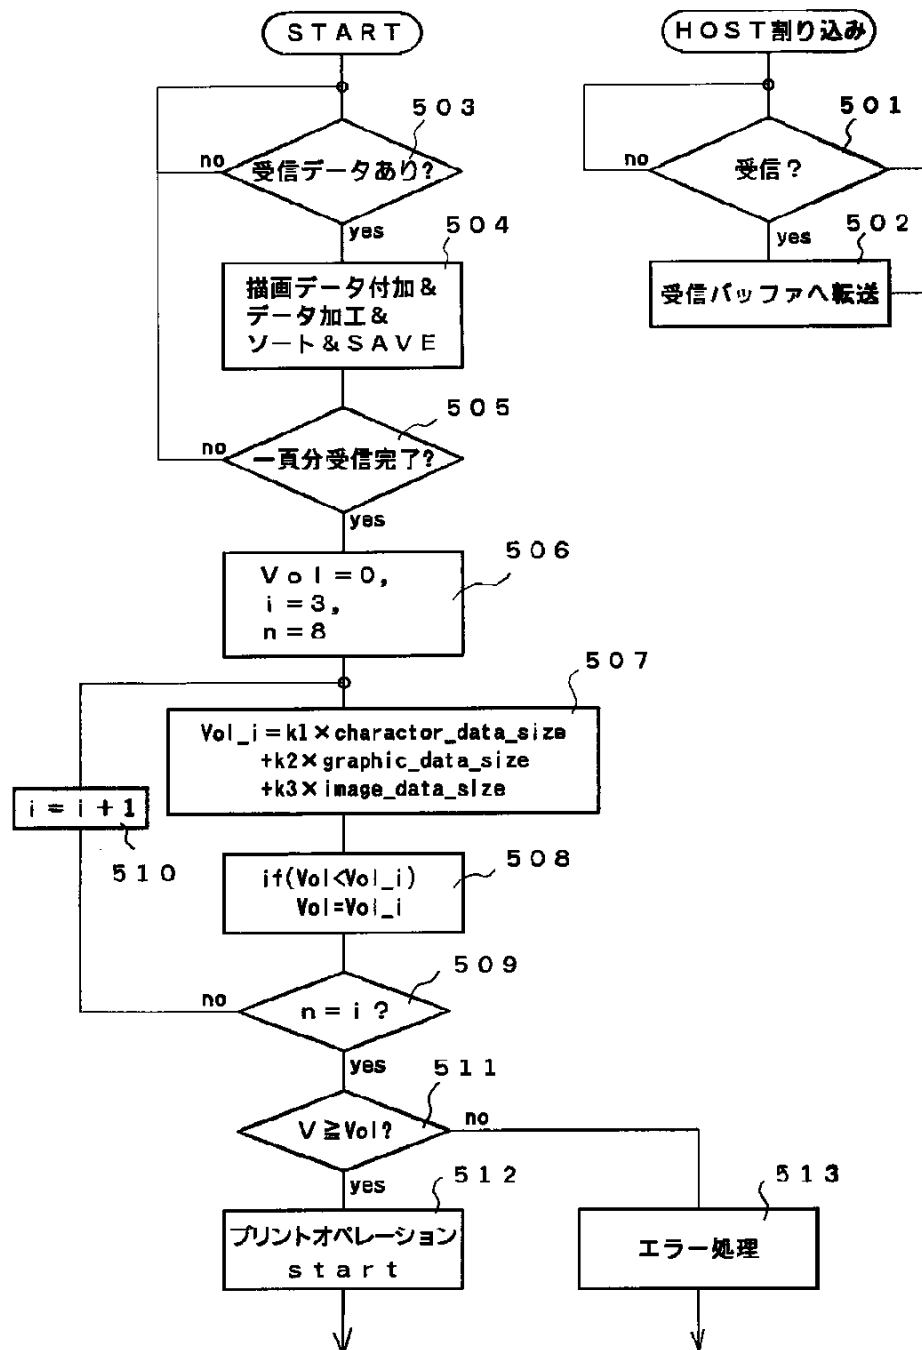 START
503
no
受信データあり?
yes
504
描画データ付加&
データ加工&
ソート&SAVE
505
no
一頁分受信完了?
yes
506
Vol=0,
i=3,
n=8
507
Vol_i=k1×charactor_data_size
+k2×graphic_data_size
+k3×image_data_size
i=i+1
510
508
if(Vol<Vol_i)
Vol=Vol_i
509
no
n=i?
yes
511
V≧Vol?
no
yes
512
プリントオペレーション
start
513
エラー処理
HOST割り込み
501
no
受信?
yes
502
受信バッファへ転送